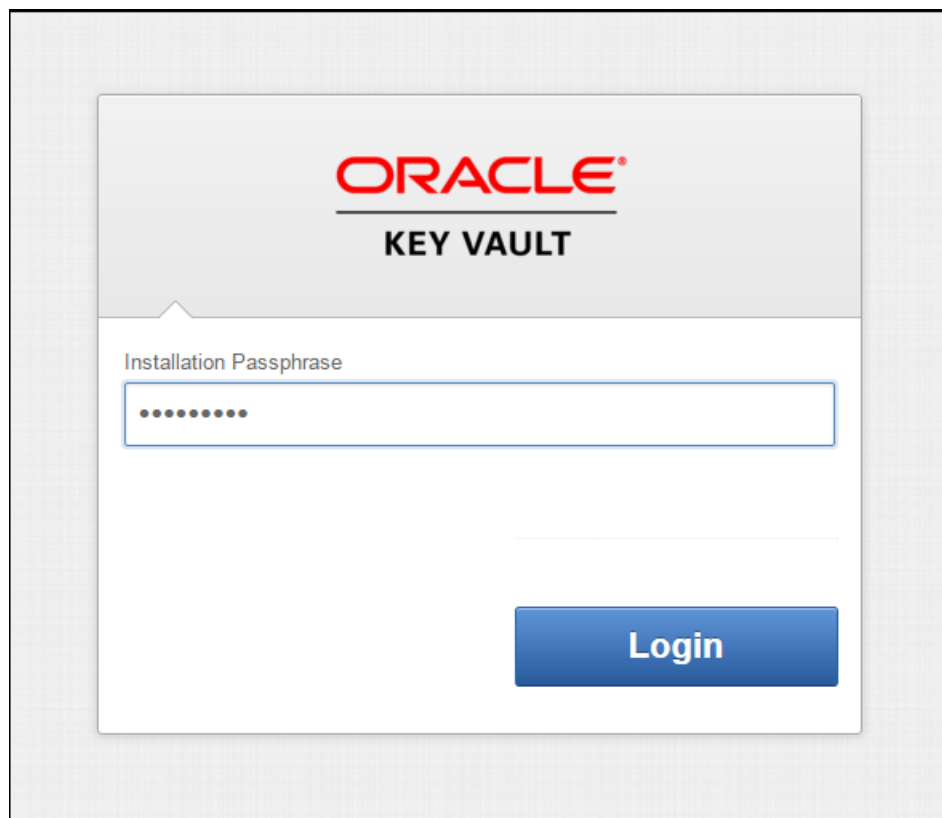 ORACLE®
KEY VAULT
Installation Passphrase
•••••••••
Login